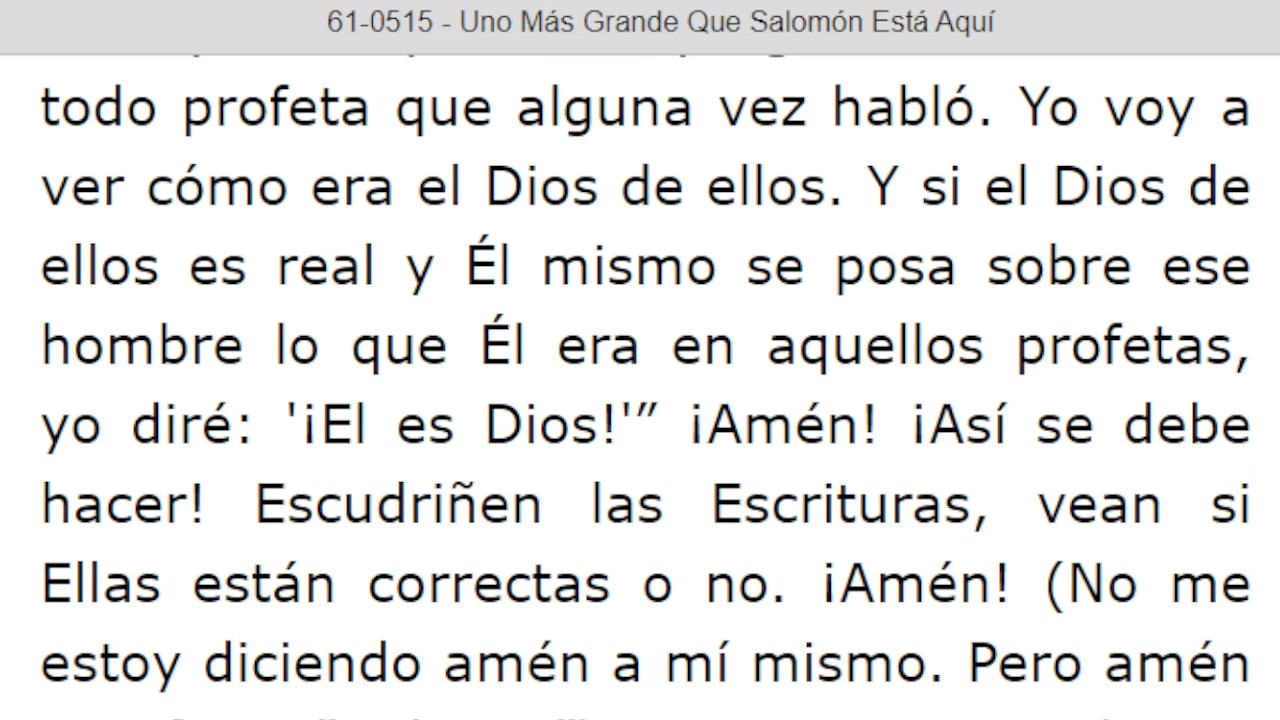 61-0515 - Uno Más Grande Que Salomón Está Aquí
todo profeta que alguna vez habló. Yo voy a
ver cómo era el Dios de ellos. Y si el Dios de
ellos es real y Él mismo se posa sobre ese
hombre lo que Él era en aquellos profetas,
yo diré: '¡El es Dios!'” ¡Amén! ¡Así se debe
hacer! Escudriñen las Escrituras, vean si
Ellas están correctas o no. ¡Amén! (No me
estoy diciendo amén a mí mismo. Pero amén